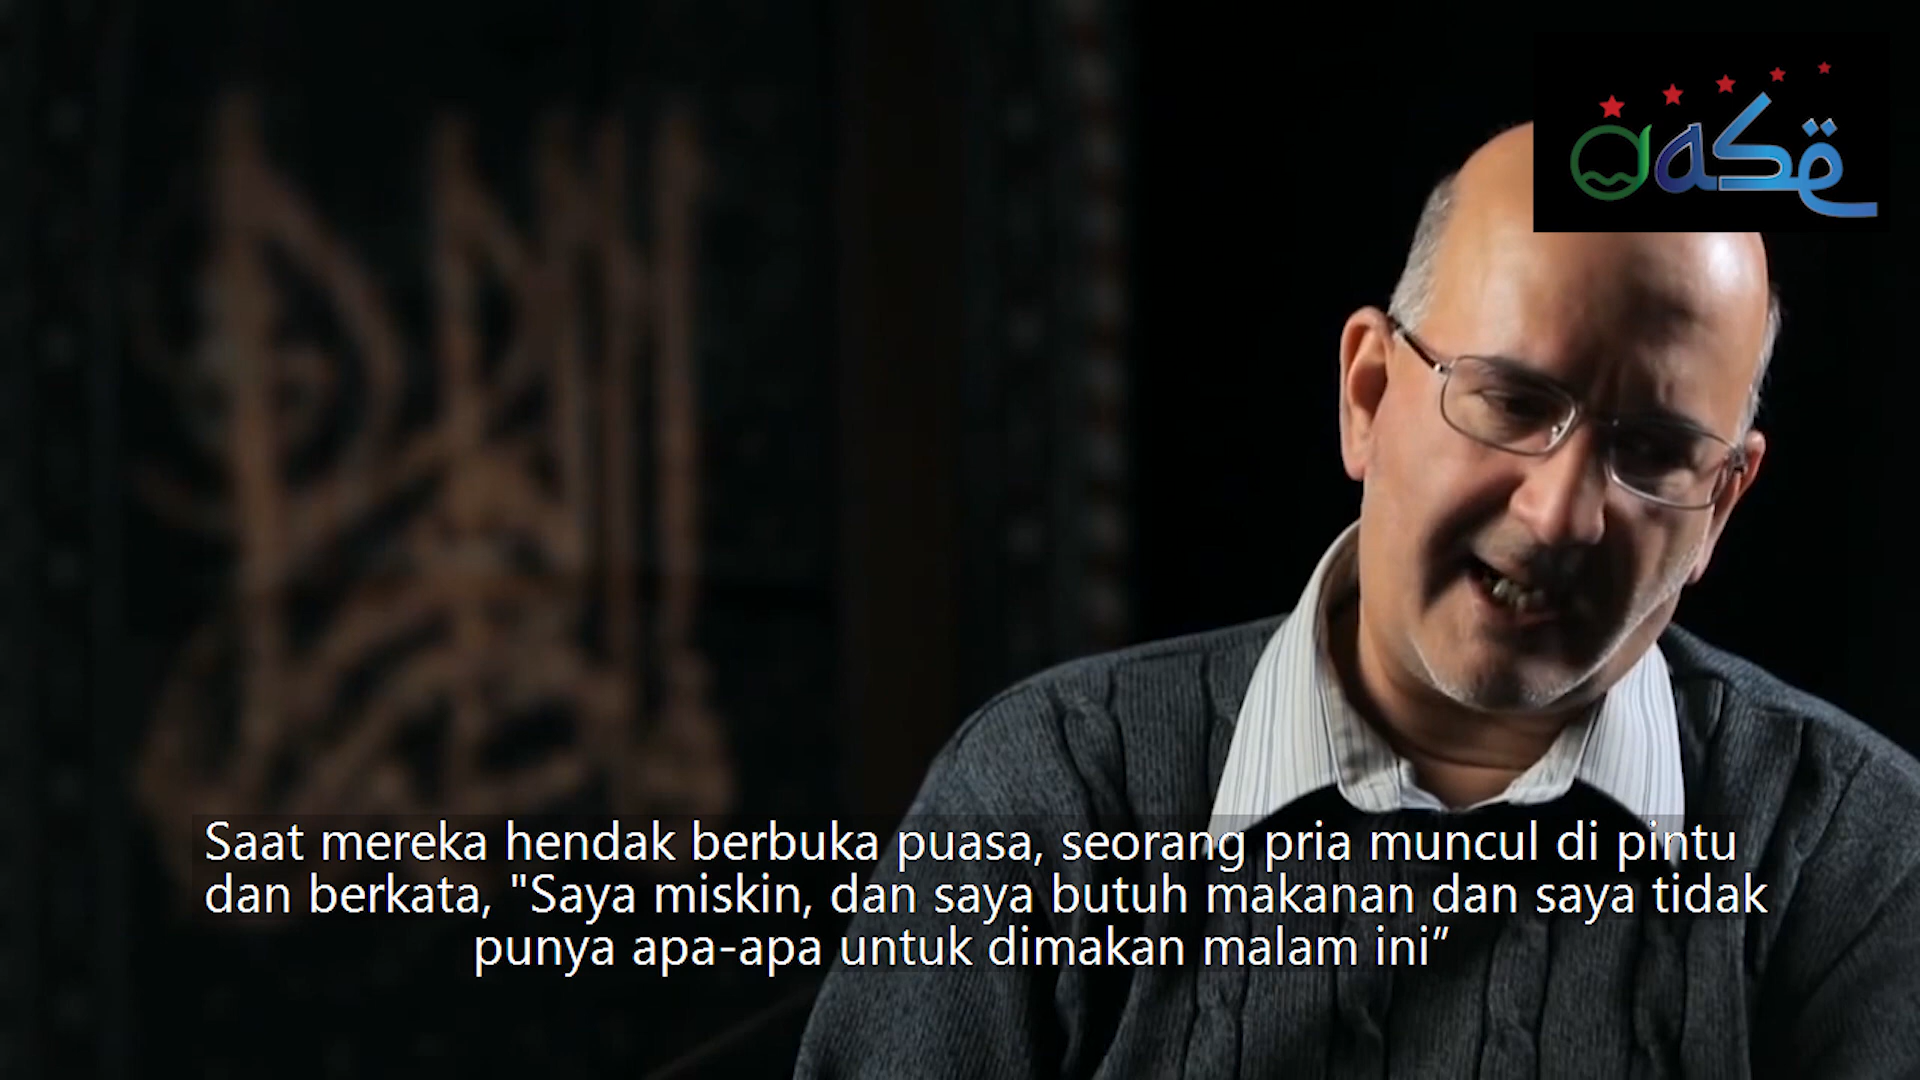 Saat mereka hendak berbuka puasa, seorang pria muncul di pintu
dan berkata, "Saya miskin, dan saya butuh makanan dan saya tidak
punya apa-apa untuk dimakan malam ini”